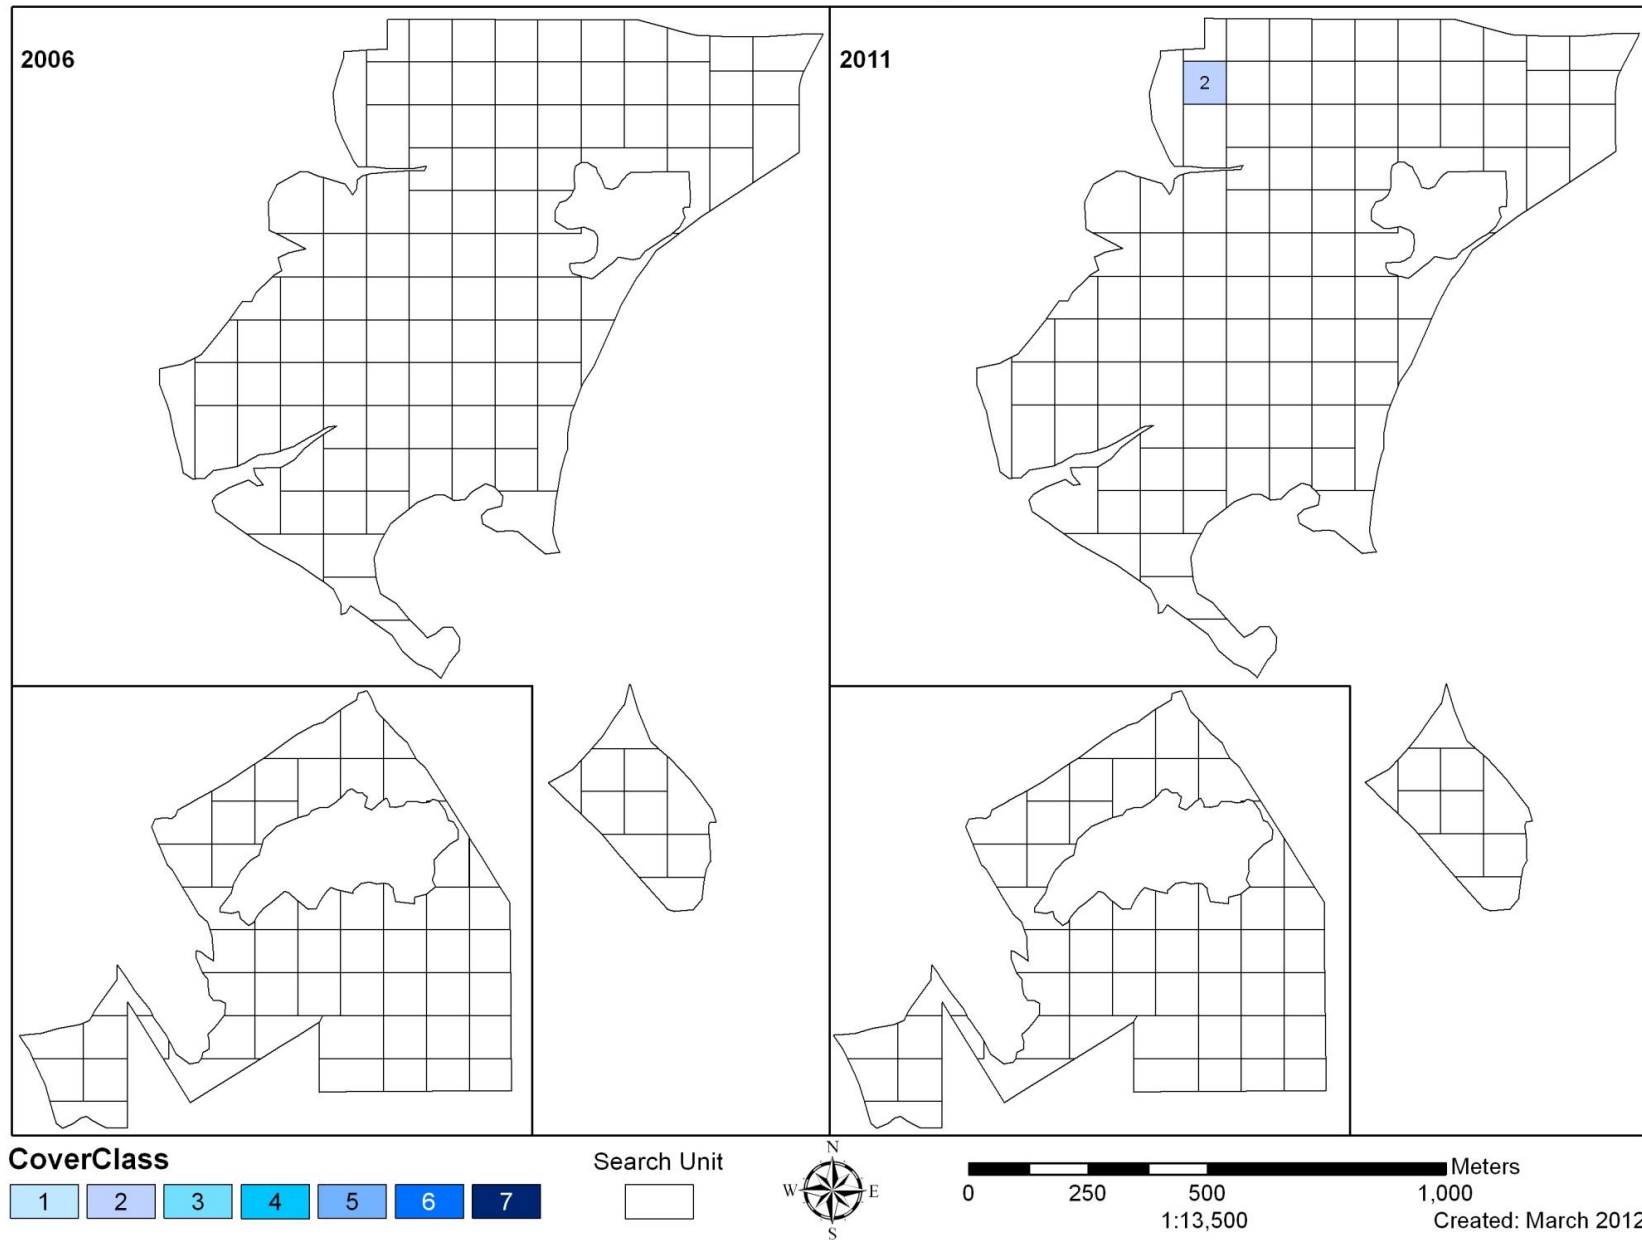 2006
2011
2
CoverClass
1 2 3 4 5 6 7
Search Unit
N
W E
S
Meters
0 250 500 1,000
1:13,500
Created: March 2012